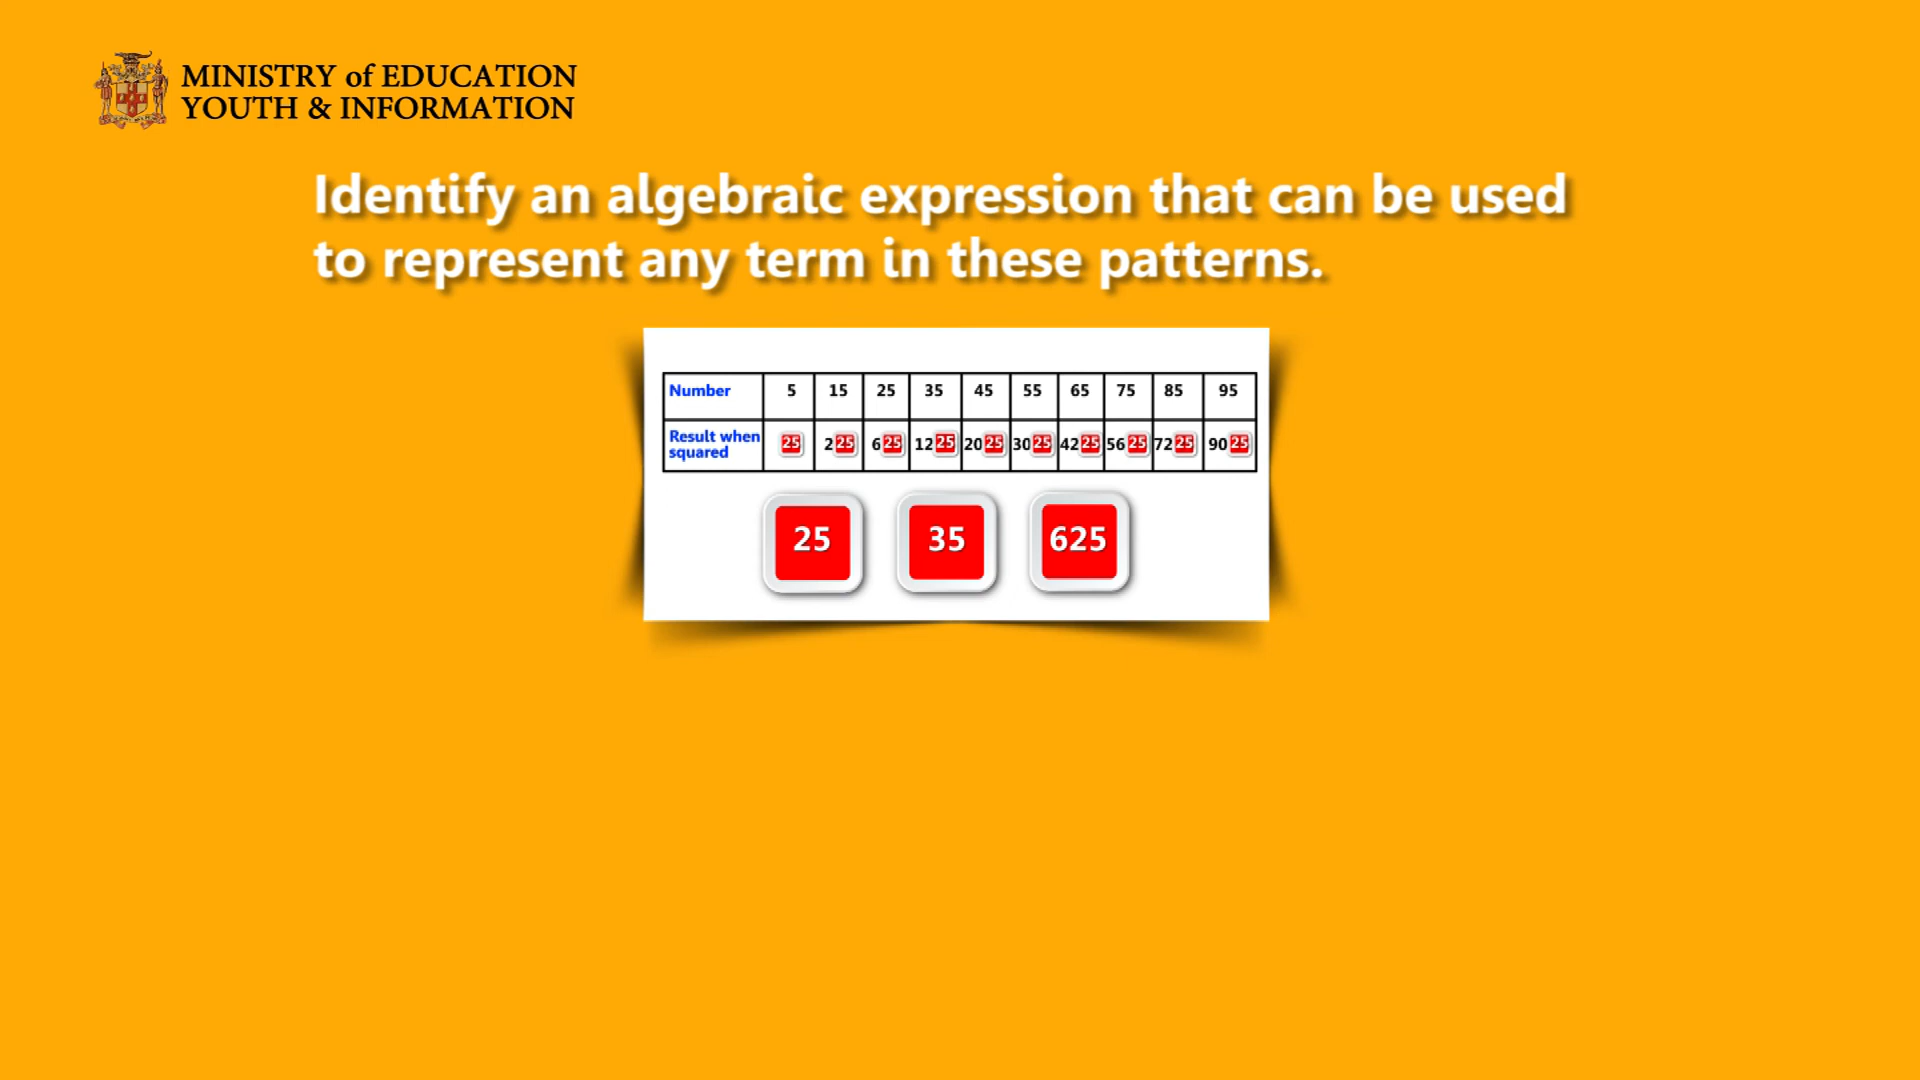 MINISTRY of EDUCATION
YOUTH & INFORMATION
Identify an algebraic expression that can be used
to represent any term in these patterns.
Number 5 15 25 35 45 55 65 75 85 95
Result when squared 25 225 625 1225 2025 3025 4225 5625 7225 9025
25 35 625